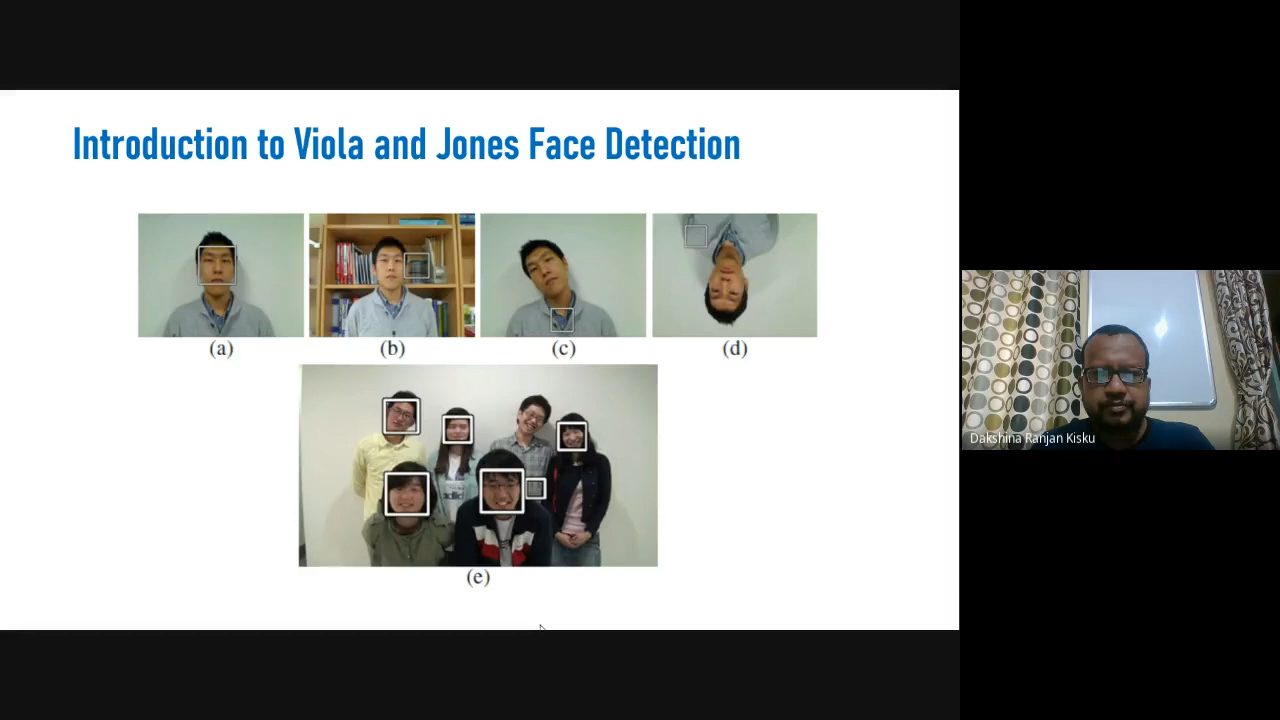 Introduction to Viola and Jones Face Detection
(a)
(b)
(c)
(d)
(e)
Dakshina Ranjan Kisku